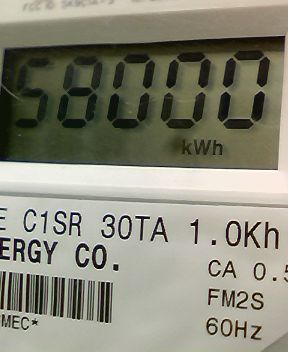 58000
kWh
E C1SR 30TA 1.0Kh
ERGY CO.
CA 0.5
FM2S
60Hz
MEC*